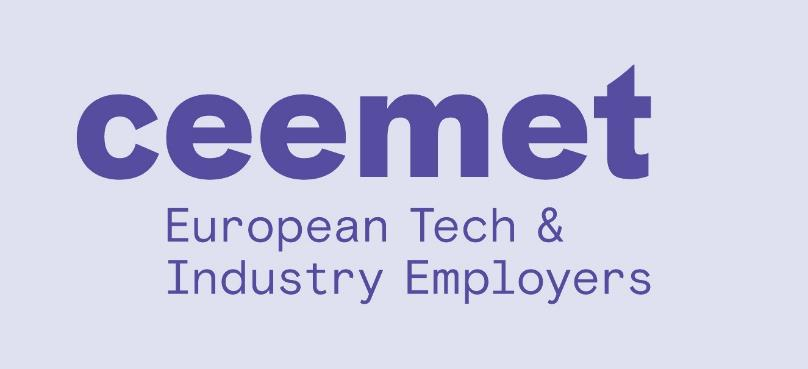 ceemet
European Tech &
Industry Employers